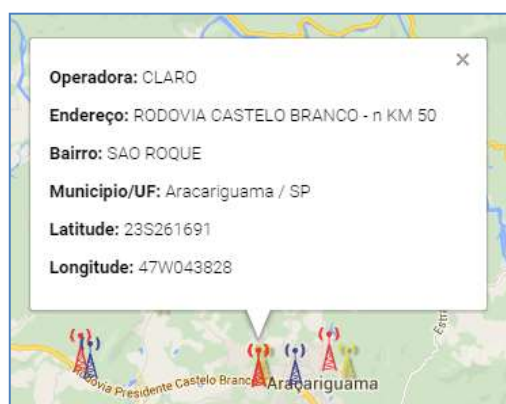 ×
Operadora: CLARO
Endereço: RODOVIA CASTELO BRANCO - n KM 50
Bairro: SAO ROQUE
Municipio/UF: Aracariguama / SP
Latitude: 23S261691
Longitude: 47W043828
Estr
Rodovia Presidente Castelo Branco
Araçariguama